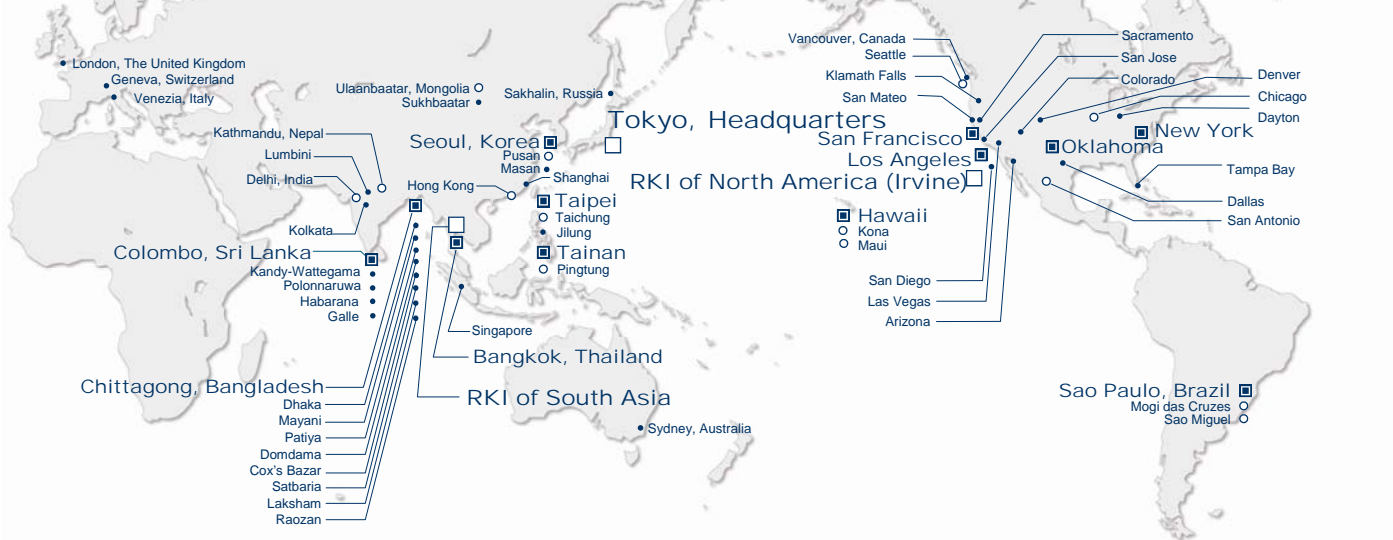 London, The United Kingdom
Geneva, Switzerland
Venezia, Italy
Ulaanbaatar, Mongolia
Sukhbaatar
Sakhalin, Russia
Kathmandu, Nepal
Lumbini
Delhi, India
Kolkata
Seoul, Korea
Pusan
Masan
Shanghai
Hong Kong
Tokyo, Headquarters
Taipei
Taichung
Jilung
Tainan
Pingtung
Colombo, Sri Lanka
Kandy-Wattegama
Polonnaruwa
Habarana
Galle
Singapore
Bangkok, Thailand
RKI of South Asia
Chittagong, Bangladesh
Dhaka
Mayani
Patiya
Domdama
Cox's Bazar
Satbaria
Laksham
Raozan
Sydney, Australia
Vancouver, Canada
Seattle
Klamath Falls
San Mateo
San Francisco
Los Angeles
RKI of North America (Irvine)
Hawaii
Kona
Maui
San Diego
Las Vegas
Arizona
Sacramento
San Jose
Colorado
Denver
Chicago
Dayton
New York
Oklahoma
Tampa Bay
Dallas
San Antonio
Sao Paulo, Brazil
Mogi das Cruzes
Sao Miguel